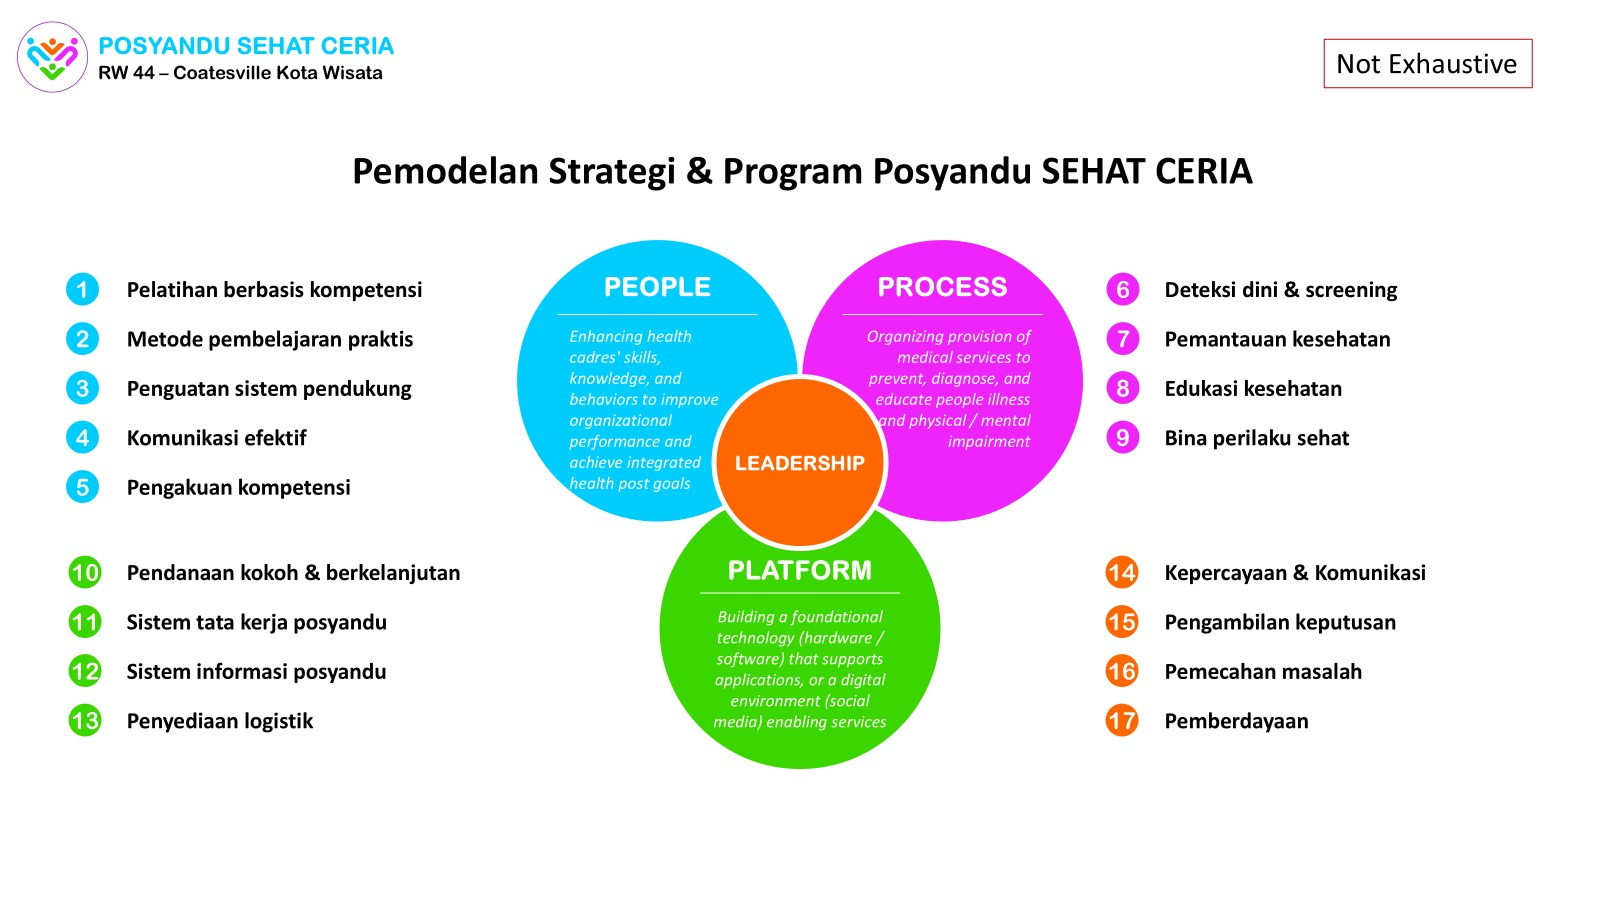 POSYANDU SEHAT CERIA
RW 44 – Coatesville Kota Wisata
Not Exhaustive
Pemodelan Strategi & Program Posyandu SEHAT CERIA
1 Pelatihan berbasis kompetensi
2 Metode pembelajaran praktis
3 Penguatan sistem pendukung
4 Komunikasi efektif
5 Pengakuan kompetensi
PEOPLE
Enhancing health
cadres' skills,
knowledge, and
behaviors to improve
organizational
performance and
achieve integrated
health post goals
PROCESS
Organizing provision of
medical services to
prevent, diagnose, and
educate people illness
and physical / mental
impairment
LEADERSHIP
6 Deteksi dini & screening
7 Pemantauan kesehatan
8 Edukasi kesehatan
9 Bina perilaku sehat
10 Pendanaan kokoh & berkelanjutan
11 Sistem tata kerja posyandu
12 Sistem informasi posyandu
13 Penyediaan logistik
PLATFORM
Building a foundational
technology (hardware /
software) that supports
applications, or a digital
environment (social
media) enabling services
14 Kepercayaan & Komunikasi
15 Pengambilan keputusan
16 Pemecahan masalah
17 Pemberdayaan